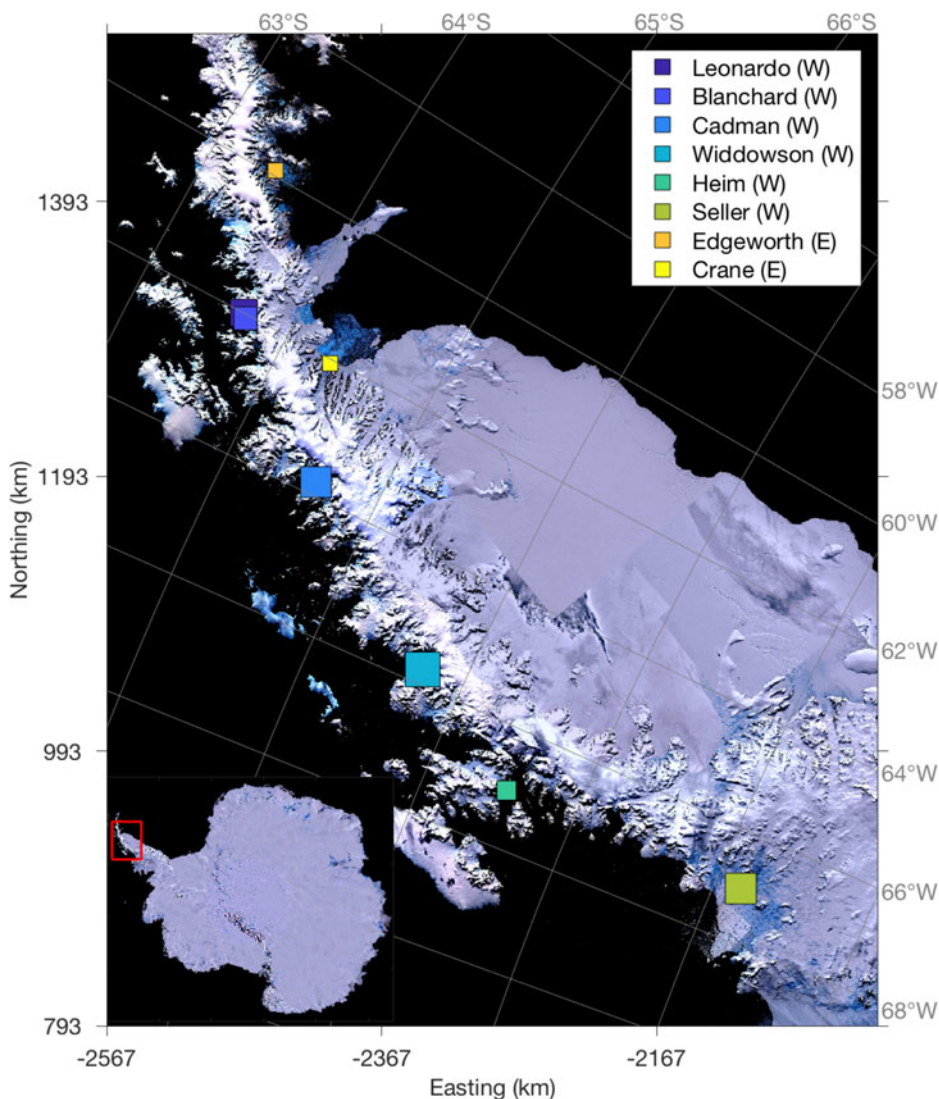 63°S 64°S 65°S 66°S
Leonardo (W)
Blanchard (W)
Cadman (W)
Widdowson (W)
Heim (W)
Seller (W)
Edgeworth (E)
Crane (E)
1393
1193
993
793
Northing (km)
58°W
60°W
62°W
64°W
66°W
68°W
-2567 -2367 -2167
Easting (km)